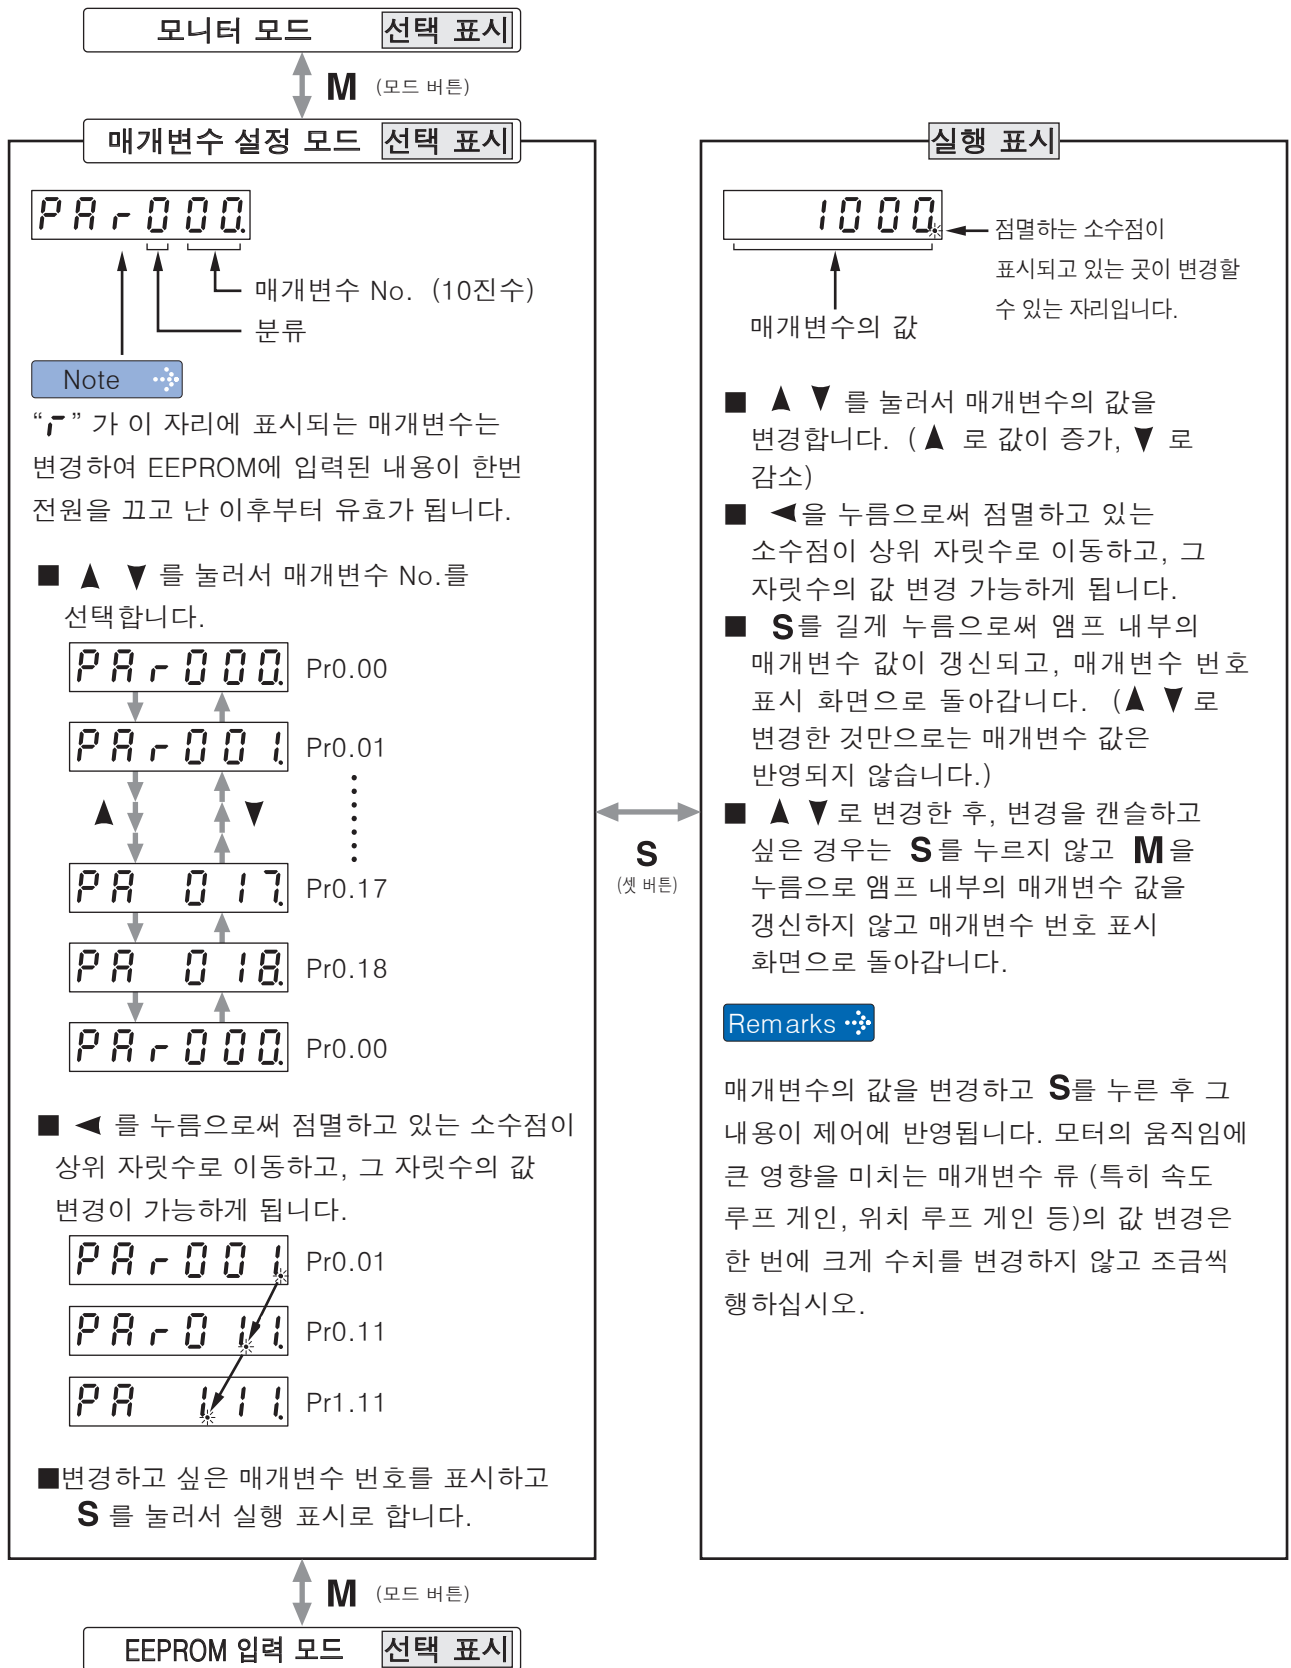 모니터 모드 선택 표시
M (모드 버튼)
매개변수 설정 모드 선택 표시
PAr000.
매개변수 No. (10진수)
분류
Note
“r” 가 이 자리에 표시되는 매개변수는
변경하여 EEPROM에 입력된 내용이 한번
전원을 끄고 난 이후부터 유효가 됩니다.
■ ▲ ▼ 를 눌러서 매개변수 No.를
선택합니다.
PAr000. Pr0.00
PAr001. Pr0.01
▲ ▼
PA 017. Pr0.17
PA 018. Pr0.18
PAr000. Pr0.00
■ ◀ 를 누름으로써 점멸하고 있는 소수점이
상위 자릿수로 이동하고, 그 자릿수의 값
변경이 가능하게 됩니다.
PAr001. Pr0.01
PAr01.1. Pr0.11
PA 1.11. Pr1.11
■변경하고 싶은 매개변수 번호를 표시하고
S 를 눌러서 실행 표시로 합니다.
M (모드 버튼)
EEPROM 입력 모드 선택 표시
S
(셋 버튼)
실행 표시
1000.
점멸하는 소수점이
표시되고 있는 곳이 변경할
수 있는 자리입니다.
매개변수의 값
■ ▲ ▼ 를 눌러서 매개변수의 값을
변경합니다. (▲ 로 값이 증가, ▼ 로
감소)
■ ◀을 누름으로써 점멸하고 있는
소수점이 상위 자릿수로 이동하고, 그
자릿수의 값 변경 가능하게 됩니다.
■ S를 길게 누름으로써 앰프 내부의
매개변수 값이 갱신되고, 매개변수 번호
표시 화면으로 돌아갑니다. (▲ ▼ 로
변경한 것만으로는 매개변수 값은
반영되지 않습니다.)
■ ▲ ▼ 로 변경한 후, 변경을 캔슬하고
싶은 경우는 S를 누르지 않고 M을
누름으로 앰프 내부의 매개변수 값을
갱신하지 않고 매개변수 번호 표시
화면으로 돌아갑니다.
Remarks
매개변수의 값을 변경하고 S를 누른 후 그
내용이 제어에 반영됩니다. 모터의 움직임에
큰 영향을 미치는 매개변수 류 (특히 속도
루프 게인, 위치 루프 게인 등)의 값 변경은
한 번에 크게 수치를 변경하지 않고 조금씩
행하십시오.